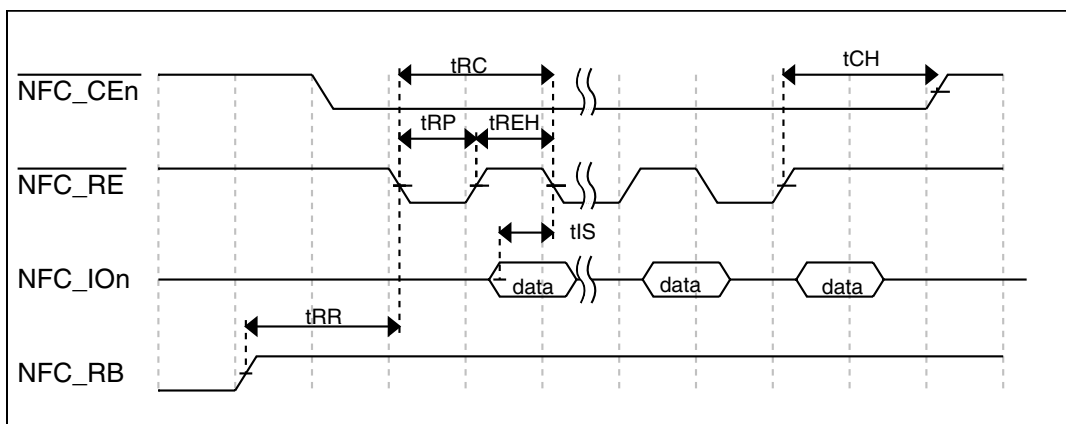 tRC
tCH
NFC_CEn
tRP
tREH
NFC_RE
tIS
NFC_IOn
data
data
data
tRR
NFC_RB